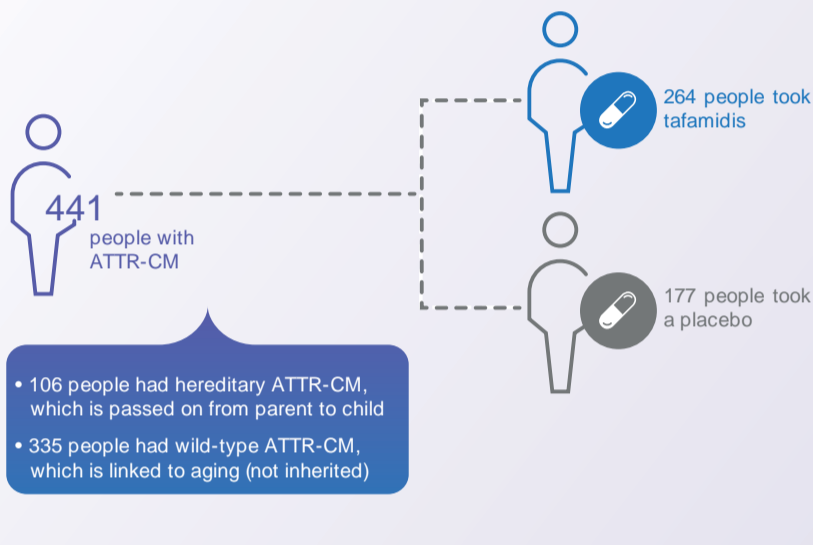 264 people took
tafamidis
441
people with
ATTR-CM
177 people took
a placebo
• 106 people had hereditary ATTR-CM,
which is passed on from parent to child
• 335 people had wild-type ATTR-CM,
which is linked to aging (not inherited)